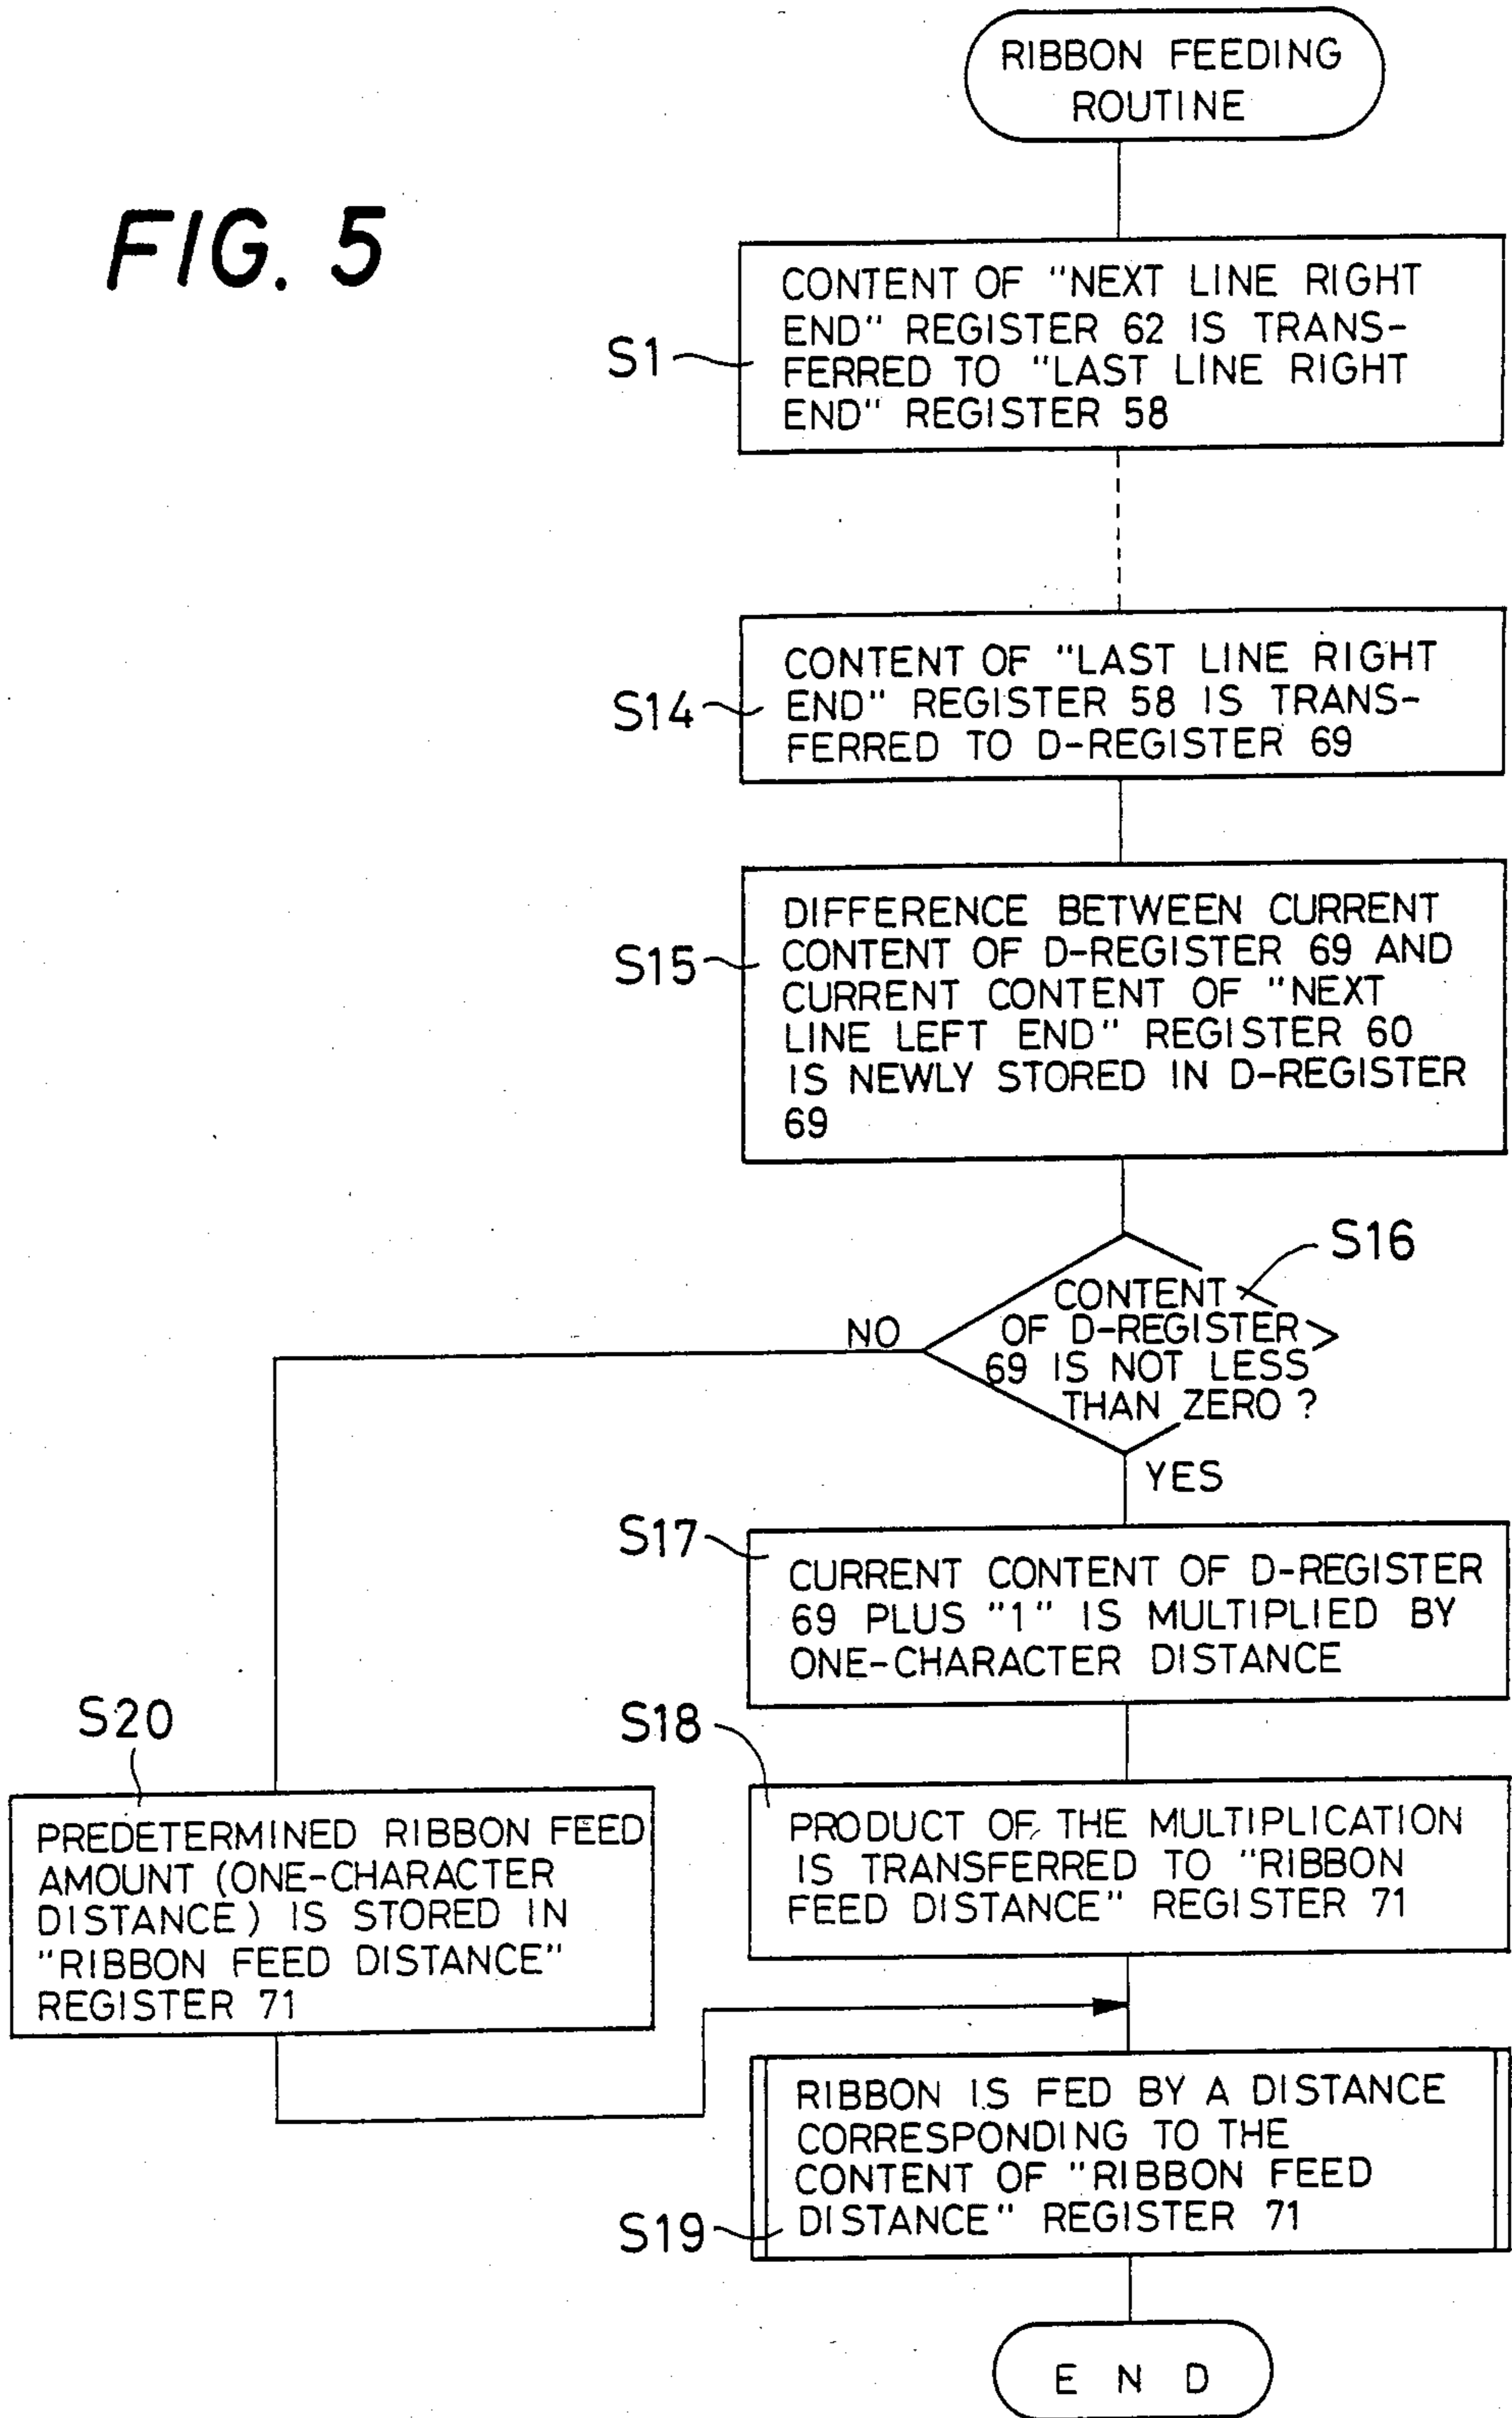 FIG. 5
RIBBON FEEDING
ROUTINE
S1
CONTENT OF "NEXT LINE RIGHT
END" REGISTER 62 IS TRANS-
FERRED TO "LAST LINE RIGHT
END" REGISTER 58
S14
CONTENT OF "LAST LINE RIGHT
END" REGISTER 58 IS TRANS-
FERRED TO D-REGISTER 69
S15
DIFFERENCE BETWEEN CURRENT
CONTENT OF D-REGISTER 69 AND
CURRENT CONTENT OF "NEXT
LINE LEFT END" REGISTER 60
IS NEWLY STORED IN D-REGISTER
69
S16
CONTENT
OF D-REGISTER
69 IS NOT LESS
THAN ZERO ?
NO
YES
S17
CURRENT CONTENT OF D-REGISTER
69 PLUS "1" IS MULTIPLIED BY
ONE-CHARACTER DISTANCE
S18
PRODUCT OF THE MULTIPLICATION
IS TRANSFERRED TO "RIBBON
FEED DISTANCE" REGISTER 71
S20
PREDETERMINED RIBBON FEED
AMOUNT (ONE-CHARACTER
DISTANCE) IS STORED IN
"RIBBON FEED DISTANCE"
REGISTER 71
S19
RIBBON IS FED BY A DISTANCE
CORRESPONDING TO THE
CONTENT OF "RIBBON FEED
DISTANCE" REGISTER 71
END